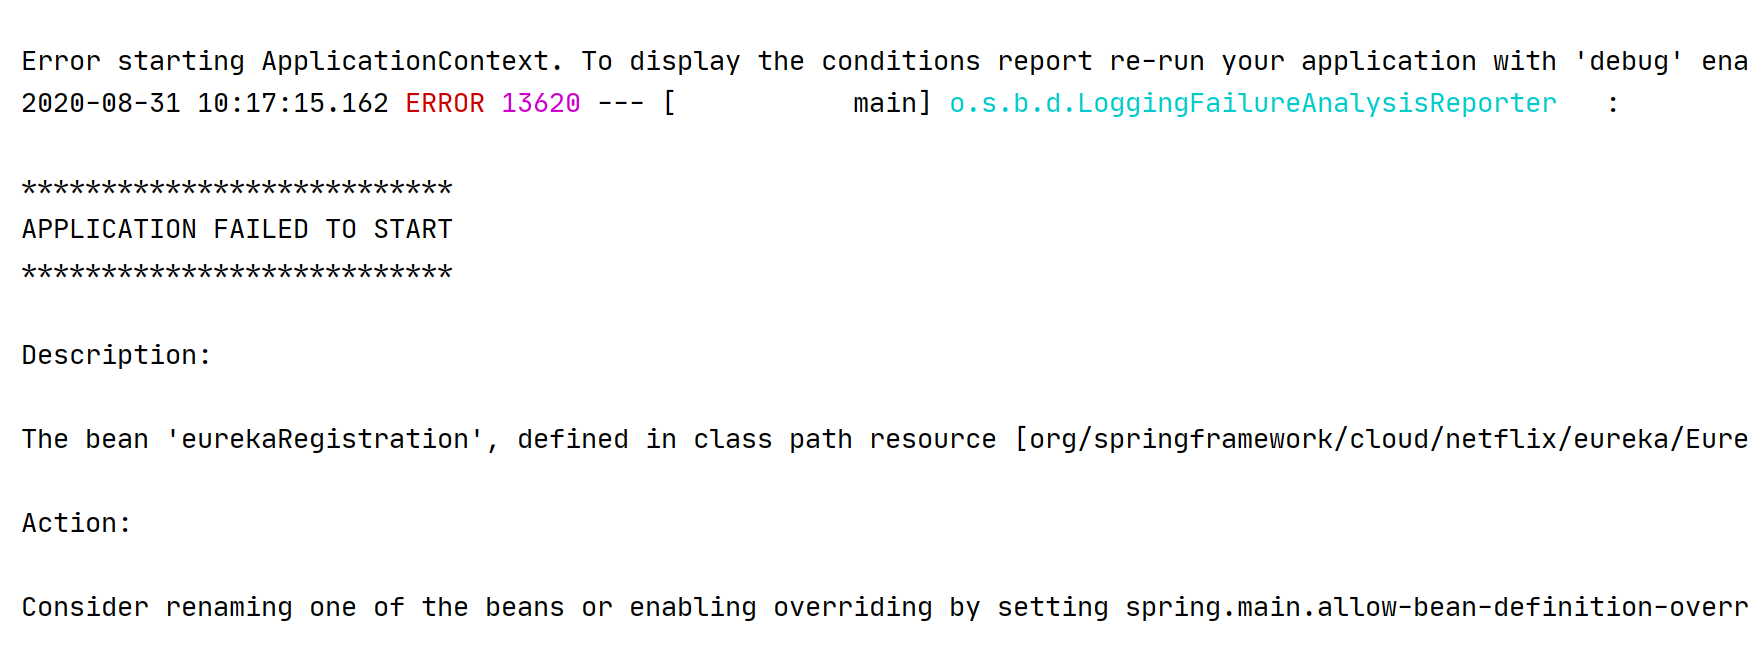 Error starting ApplicationContext. To display the conditions report re-run your application with 'debug' ena
2020-08-31 10:17:15.162 ERROR 13620 --- [           main] o.s.b.d.LoggingFailureAnalysisReporter   :
***************************
APPLICATION FAILED TO START
***************************
Description:
The bean 'eurekaRegistration', defined in class path resource [org/springframework/cloud/netflix/eureka/Eure
Action:
Consider renaming one of the beans or enabling overriding by setting spring.main.allow-bean-definition-overr